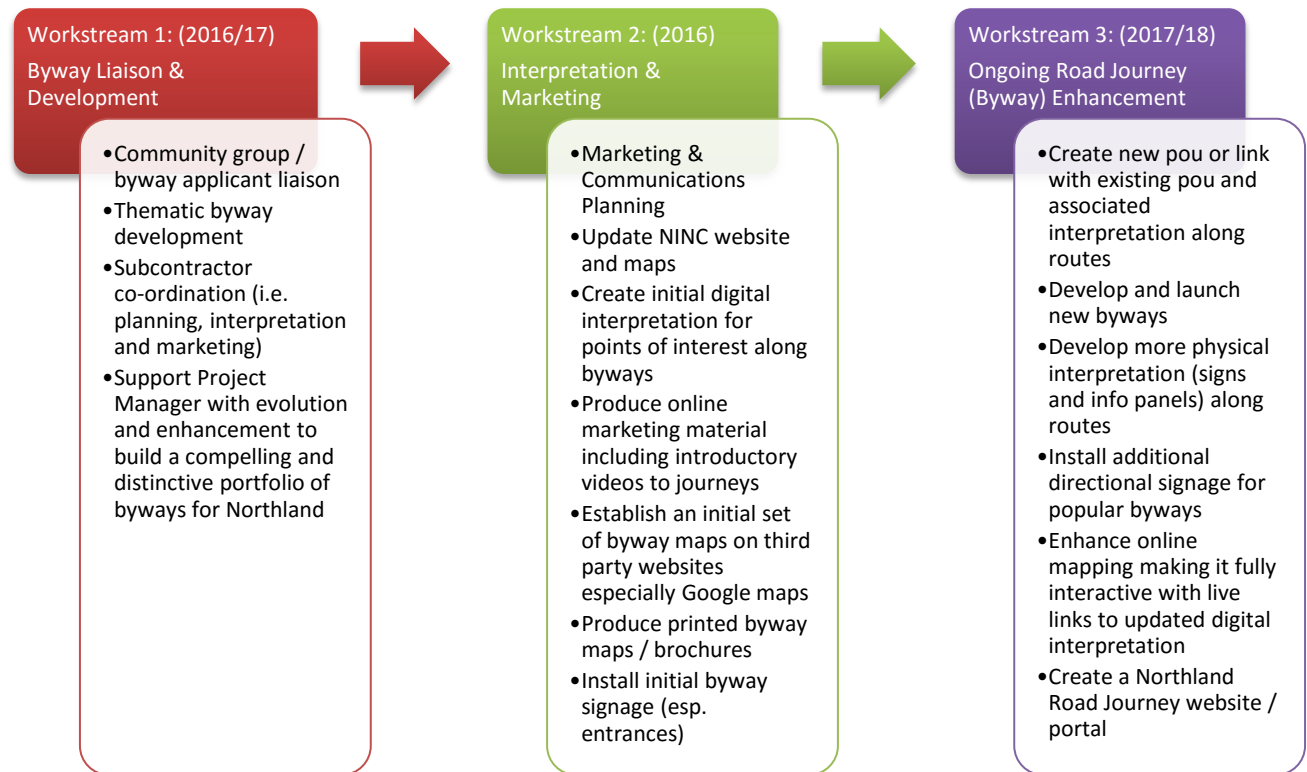 Workstream 1: (2016/17)
Byway Liaison &
Development
•Community group /
byway applicant liaison
•Thematic byway
development
•Subcontractor
co-ordination (i.e.
planning, interpretation
and marketing)
•Support Project
Manager with evolution
and enhancement to
build a compelling and
distinctive portfolio of
byways for Northland
Workstream 2: (2016)
Interpretation &
Marketing
•Marketing &
Communications
Planning
•Update NINC website
and maps
•Create initial digital
interpretation for
points of interest along
byways
•Produce online
marketing material
including introductory
videos to journeys
•Establish an initial set
of byway maps on third
party websites
especially Google maps
•Produce printed byway
maps / brochures
•Install initial byway
signage (esp.
entrances)
Workstream 3: (2017/18)
Ongoing Road Journey
(Byway) Enhancement
•Create new pou or link
with existing pou and
associated
interpretation along
routes
•Develop and launch
new byways
•Develop more physical
interpretation (signs
and info panels) along
routes
•Install additional
directional signage for
popular byways
•Enhance online
mapping making it fully
interactive with live
links to updated digital
interpretation
•Create a Northland
Road Journey website /
portal